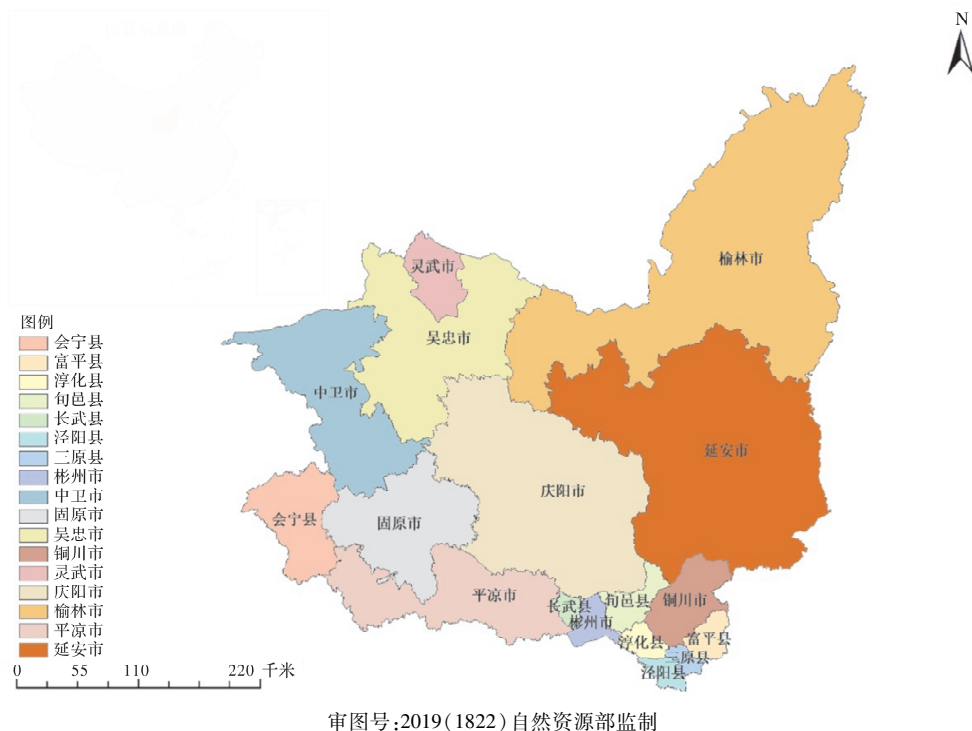 N
榆林市
灵武市
吴忠市
中卫市
延安市
庆阳市
会宁县
固原市
平凉市
长武县
彬州市
旬邑县
铜川市
淳化县
富平县
三原县
泾阳县
图例
会宁县
富平县
淳化县
旬邑县
长武县
泾阳县
三原县
彬州市
中卫市
固原市
吴忠市
铜川市
灵武市
庆阳市
榆林市
平凉市
延安市
0 55 110 220 千米
审图号:2019(1822)自然资源部监制